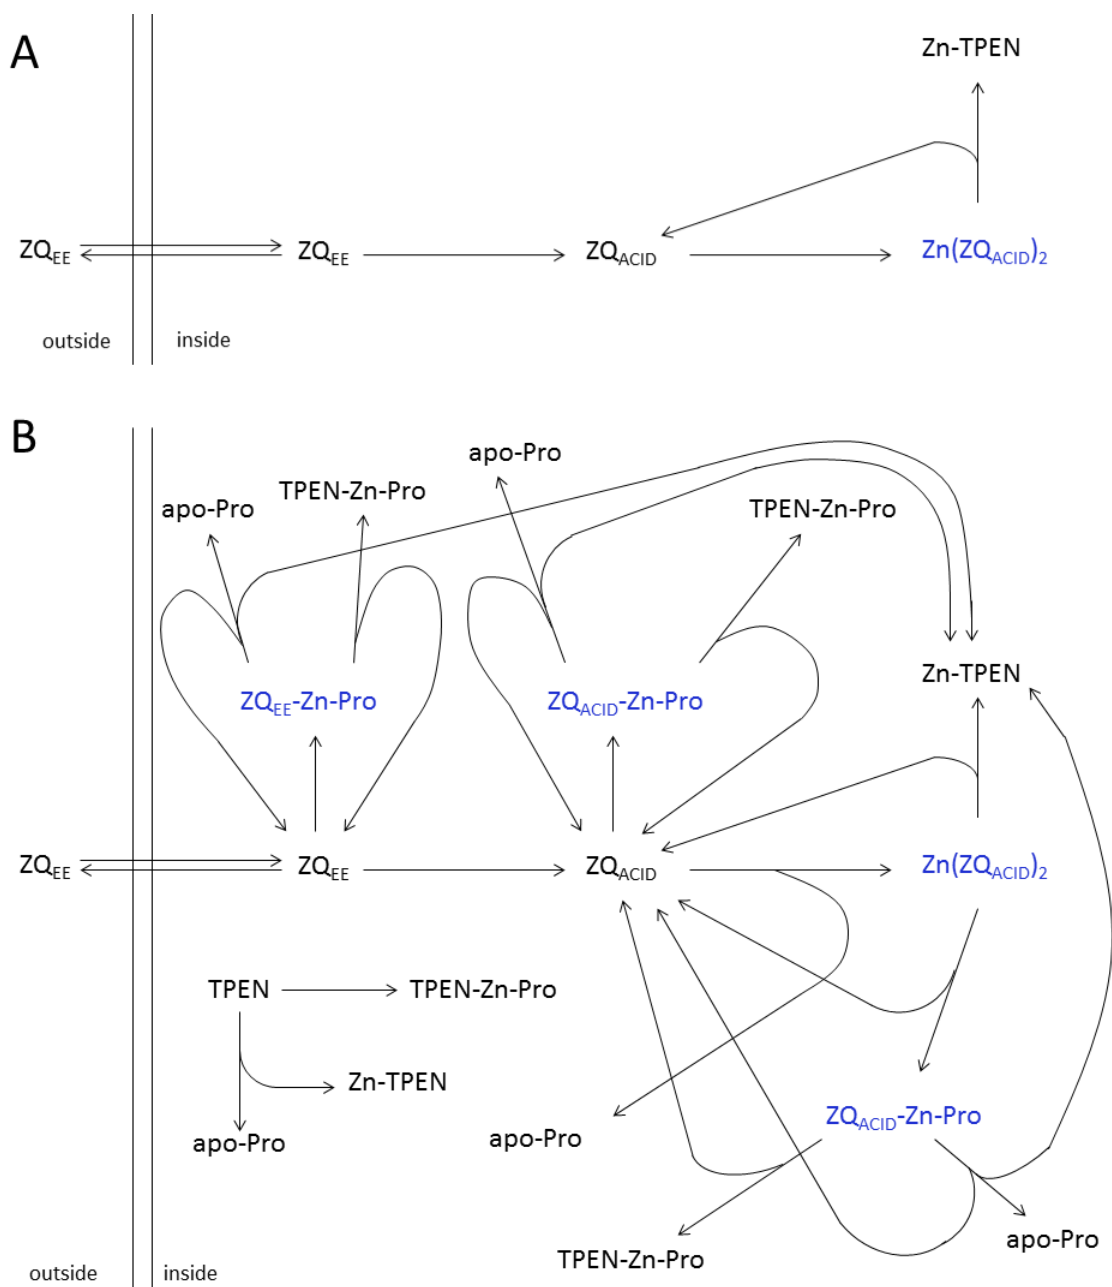 A
Zn-TPEN
ZQEE ZQEE ZQACID Zn(ZQACID)2
outside inside
B
apo-Pro
TPEN-Zn-Pro
TPEN-Zn-Pro
apo-Pro
Zn-TPEN
ZQEE-Zn-Pro ZQACID-Zn-Pro
ZQEE ZQEE ZQACID Zn(ZQACID)2
TPEN TPEN-Zn-Pro
Zn-TPEN
ZQACID-Zn-Pro
apo-Pro apo-Pro
apo-Pro
TPEN-Zn-Pro
outside inside